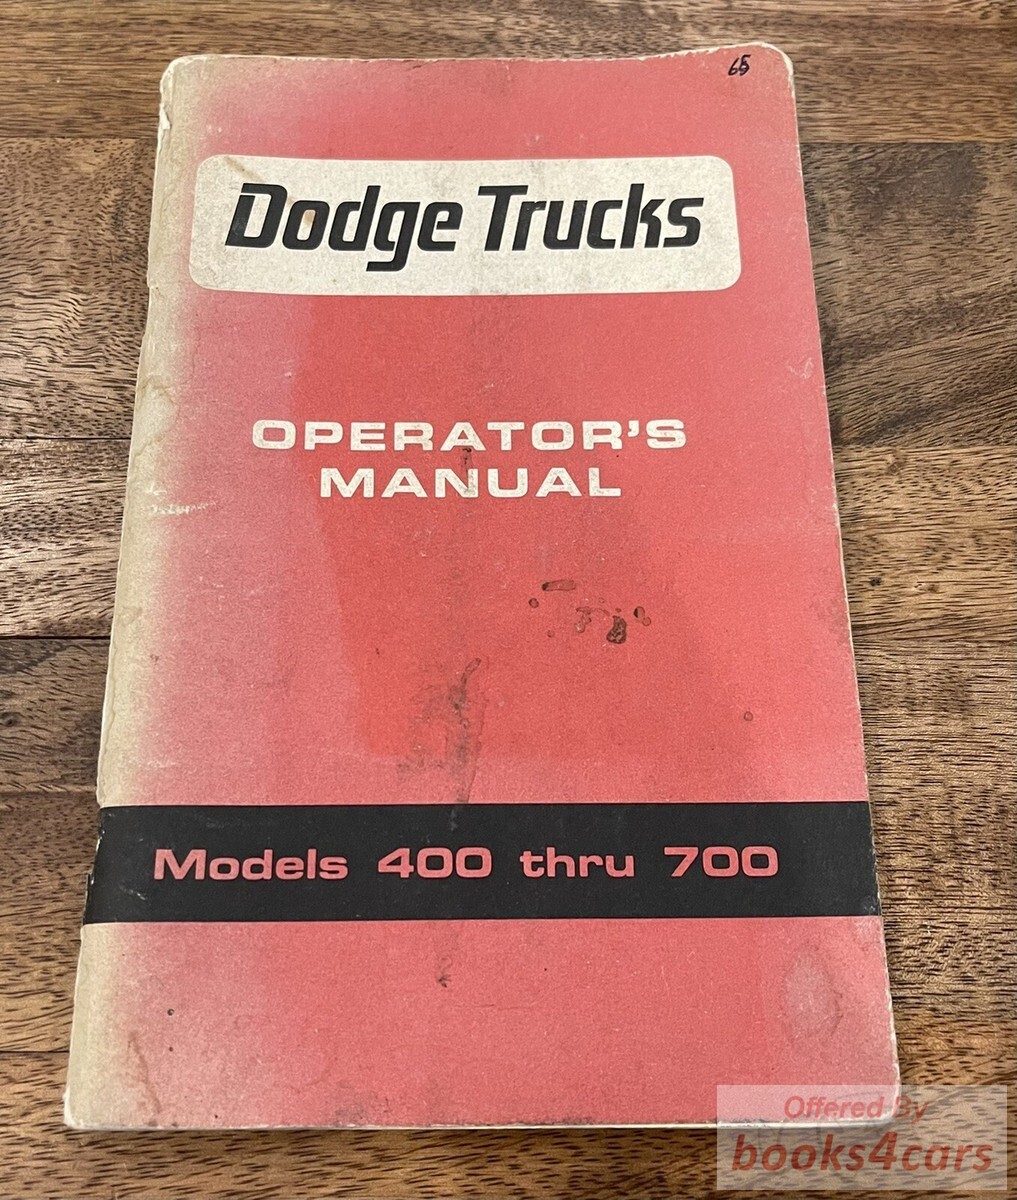 65
Dodge Trucks
OPERATOR'S
MANUAL
Models 400 thru 700
Offered By
books4cars